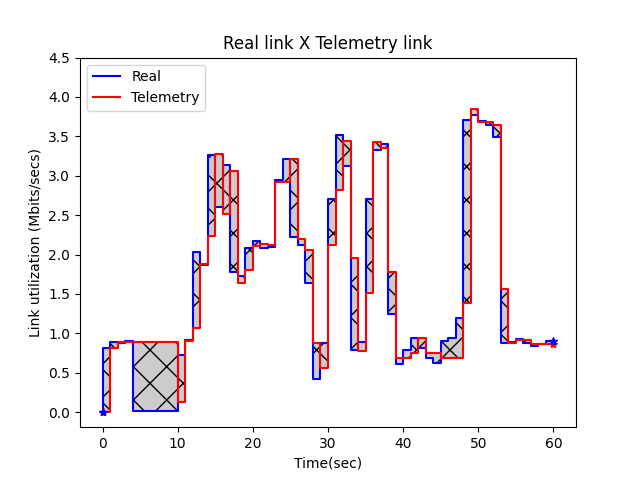 Real link X Telemetry link
Real
Telemetry
Link utilization (Mbits/secs)
4.5
4.0
3.5
3.0
2.5
2.0
1.5
1.0
0.5
0.0
0 10 20 30 40 50 60
Time(sec)